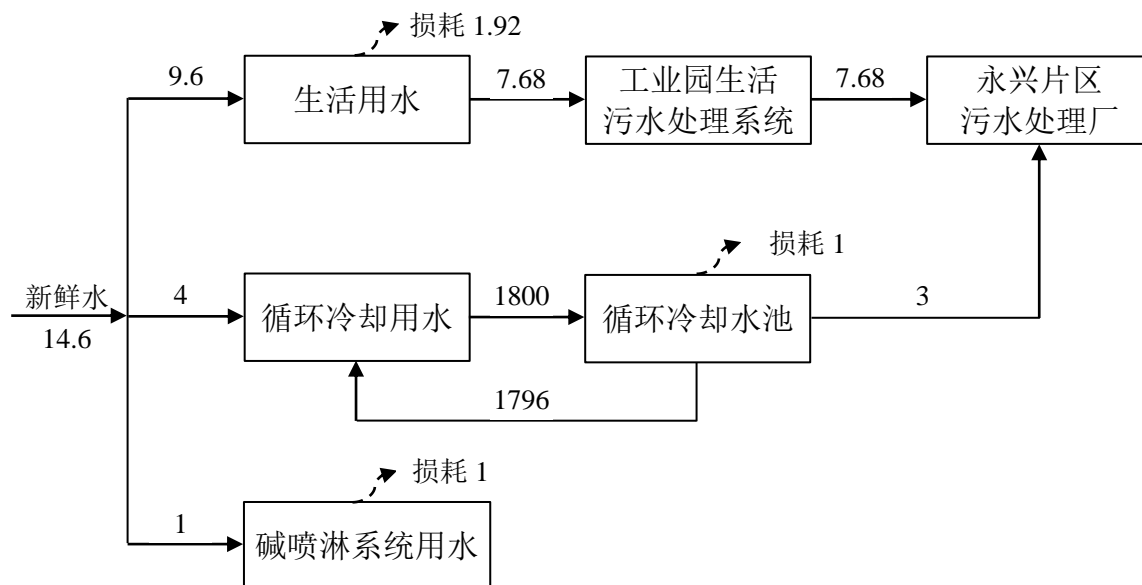 损耗 1.92
9.6
生活用水
7.68
工业园生活
污水处理系统
7.68
永兴片区
污水处理厂
损耗 1
新鲜水
14.6
4
循环冷却用水
1800
循环冷却水池
3
1796
损耗 1
1
碱喷淋系统用水